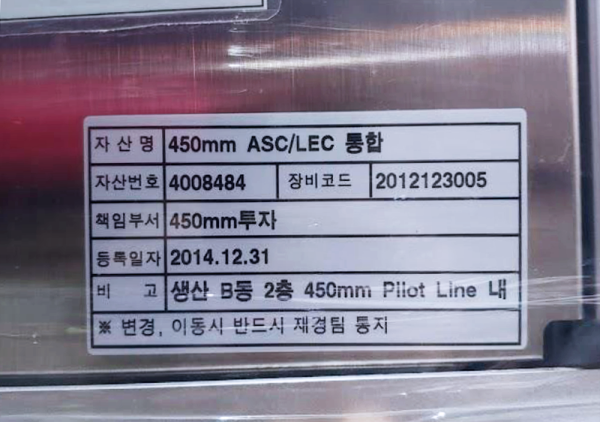 자산명 450mm ASC/LEC 통합
자산번호 4008484 장비코드 2012123005
책임부서 450mm투자
등록일자 2014.12.31
비고 생산 B동 2층 450mm Pilot Line 내
※ 변경, 이동시 반드시 재경팀 통지